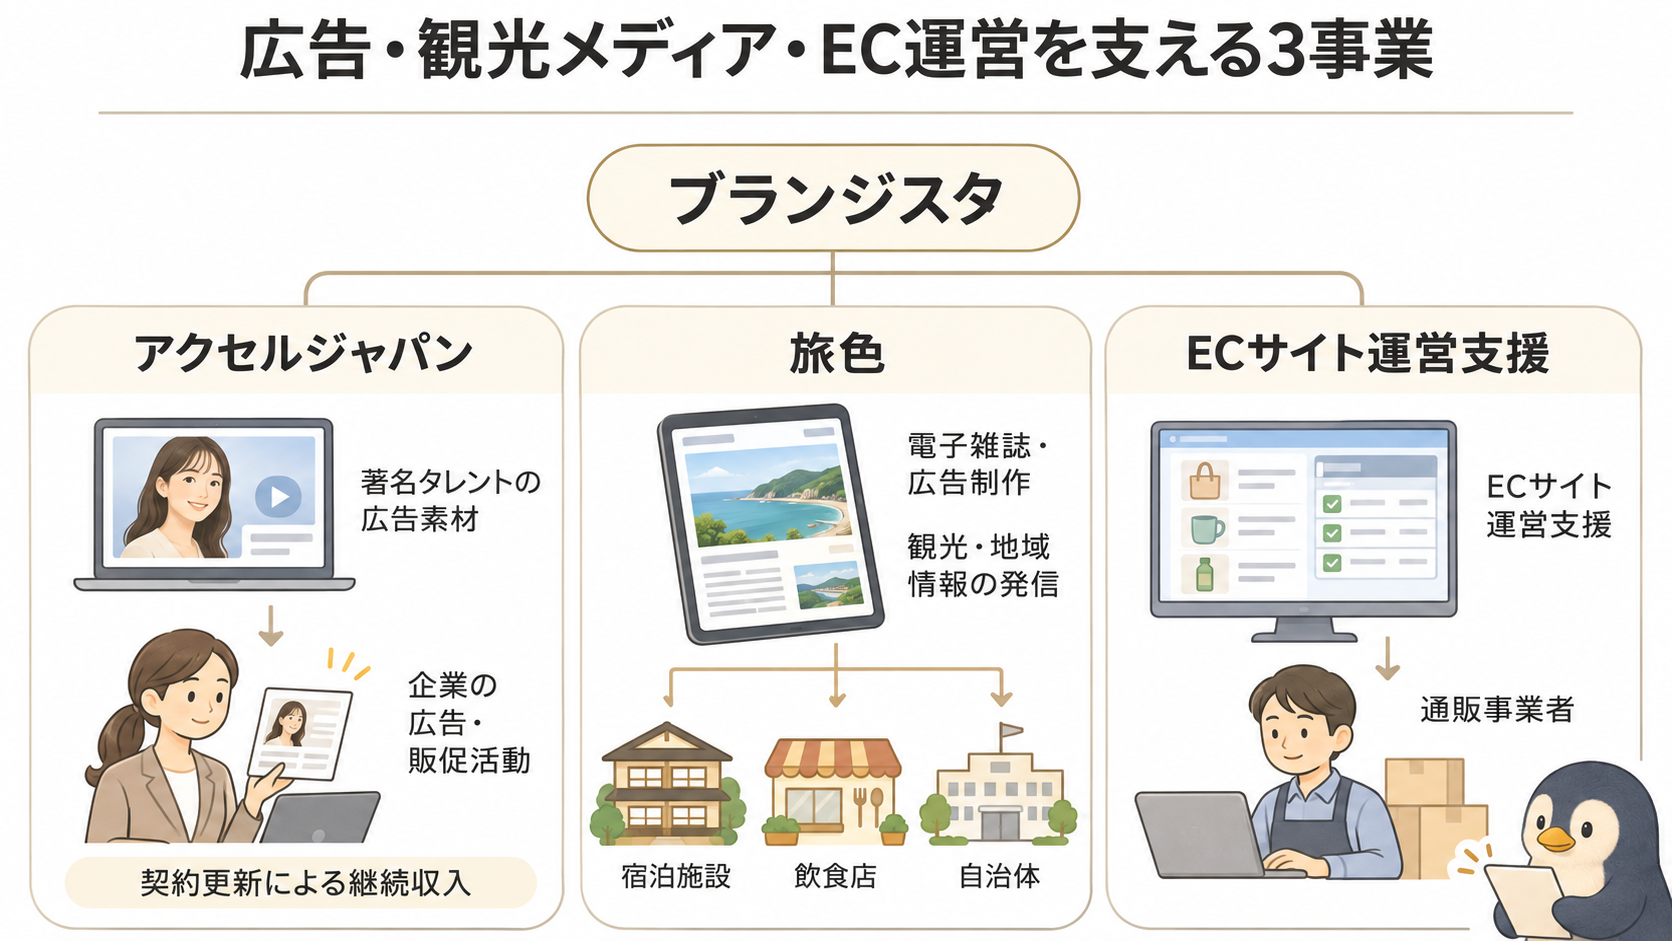 広告・観光メディア・EC運営を支える3事業
ブランジスタ
アクセルジャパン
著名タレントの
広告素材
企業の
広告・
販促活動
契約更新による継続収入
旅色
電子雑誌・
広告制作
観光・地域
情報の発信
宿泊施設
飲食店
自治体
ECサイト運営支援
ECサイト
運営支援
通販事業者